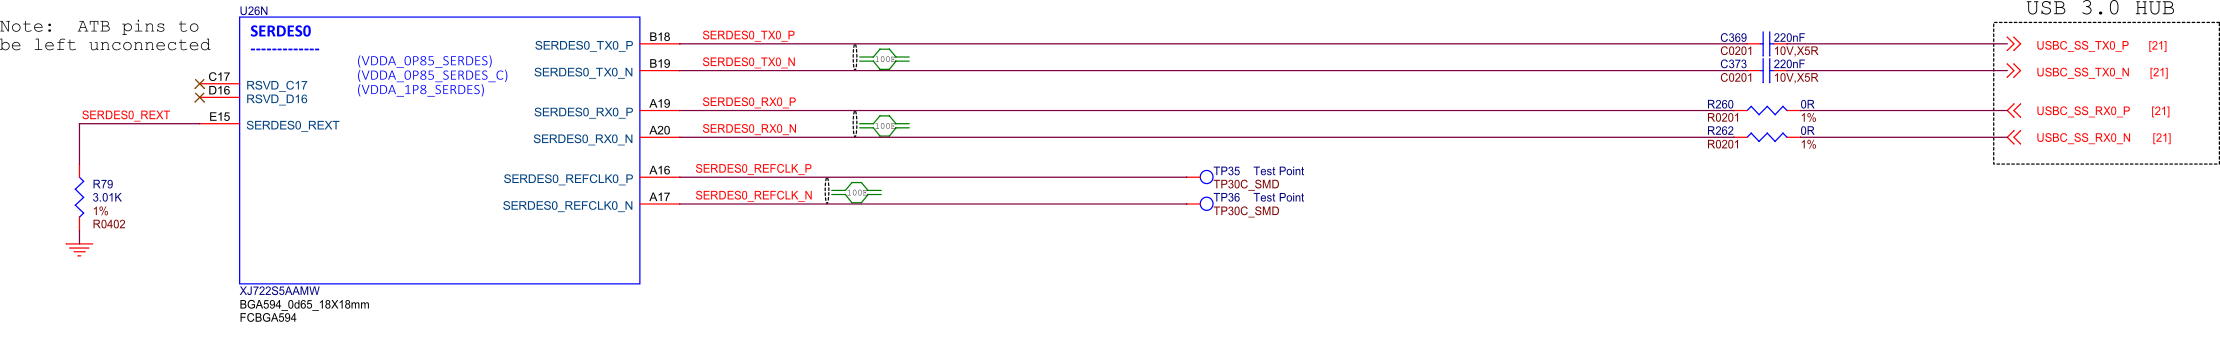 USB 3.0 HUB
Note: ATB pins to
be left unconnected
U26N
SERDES0
-------------
(VDDA_0P85_SERDES)
(VDDA_0P85_SERDES_C)
(VDDA_1P8_SERDES)
C17
RSVD_C17
D16
RSVD_D16
SERDES0_REXT
E15
SERDES0_REXT
R79
3.01K
1%
R0402
SERDES0_TX0_P
B18
SERDES0_TX0_P
SERDES0_TX0_N
B19
SERDES0_TX0_N
100E
SERDES0_RX0_P
A19
SERDES0_RX0_P
SERDES0_RX0_N
A20
SERDES0_RX0_N
100E
SERDES0_REFCLK0_P
A16
SERDES0_REFCLK_P
SERDES0_REFCLK0_N
A17
SERDES0_REFCLK_N
100E
TP35 Test Point
TP30C_SMD
TP36 Test Point
TP30C_SMD
C369 220nF
C0201 10V,X5R
C373 220nF
C0201 10V,X5R
R260 0R
R0201 1%
R262 0R
R0201 1%
USBC_SS_TX0_P [21]
USBC_SS_TX0_N [21]
USBC_SS_RX0_P [21]
USBC_SS_RX0_N [21]
XJ722S5AAMW
BGA594_0d65_18X18mm
FCBGA594